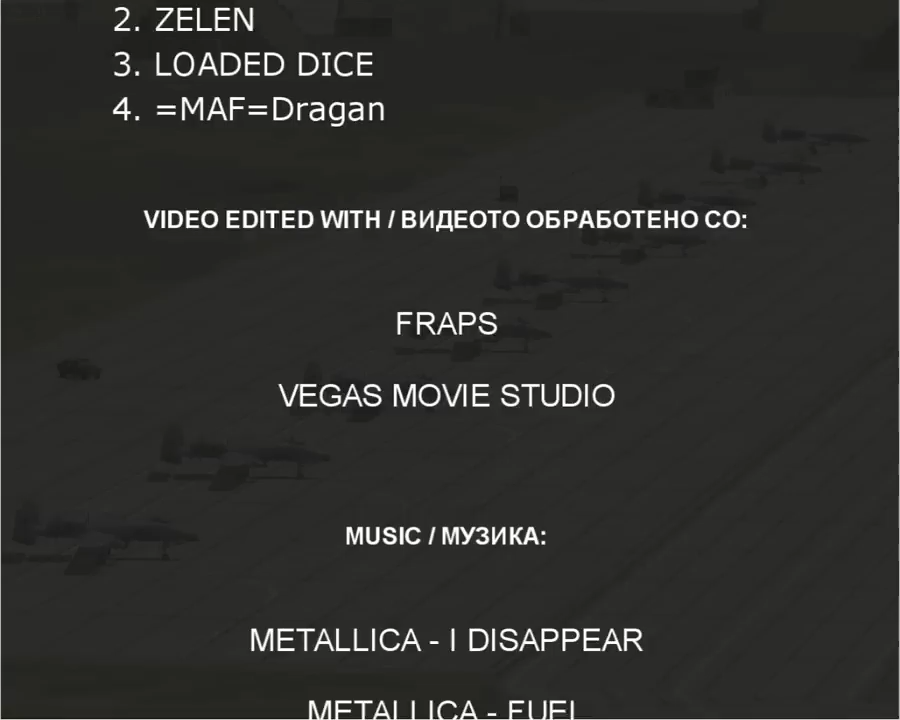 2. ZELEN
3. LOADED DICE
4. =MAF=Dragan
VIDEO EDITED WITH / ВИДЕОТО ОБРАБОТЕНО СО:
FRAPS
VEGAS MOVIE STUDIO
MUSIC / МУЗИКА:
METALLICA - I DISAPPEAR
METALLICA - FUEL